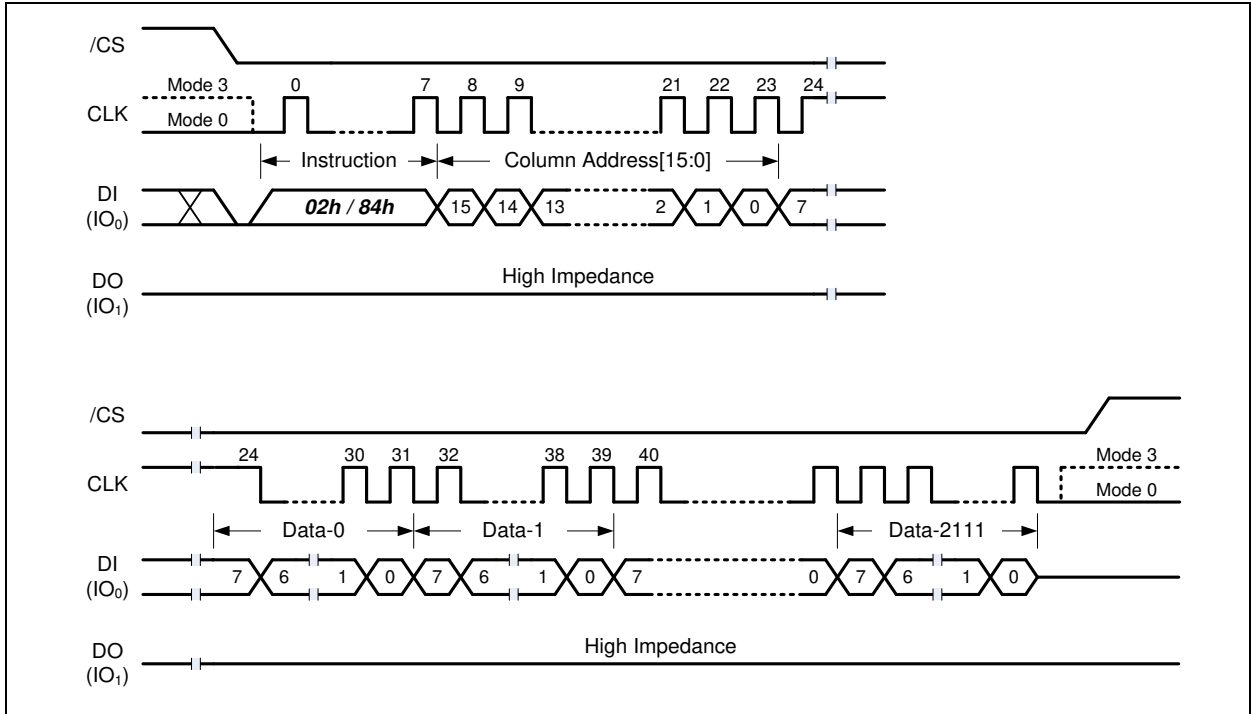 /CS
Mode 3 0 7 8 9 21 22 23 24
CLK
Mode 0
Instruction Column Address[15:0]
DI
(IO₀)
02h / 84h 15 14 13 2 1 0 7
High Impedance
DO
(IO₁)
/CS
24 30 31 32 38 39 40 Mode 3
CLK
Mode 0
Data-0 Data-1 Data-2111
DI
(IO₀)
7 6 1 0 7 6 1 0 7 0 7 6 1 0
High Impedance
DO
(IO₁)